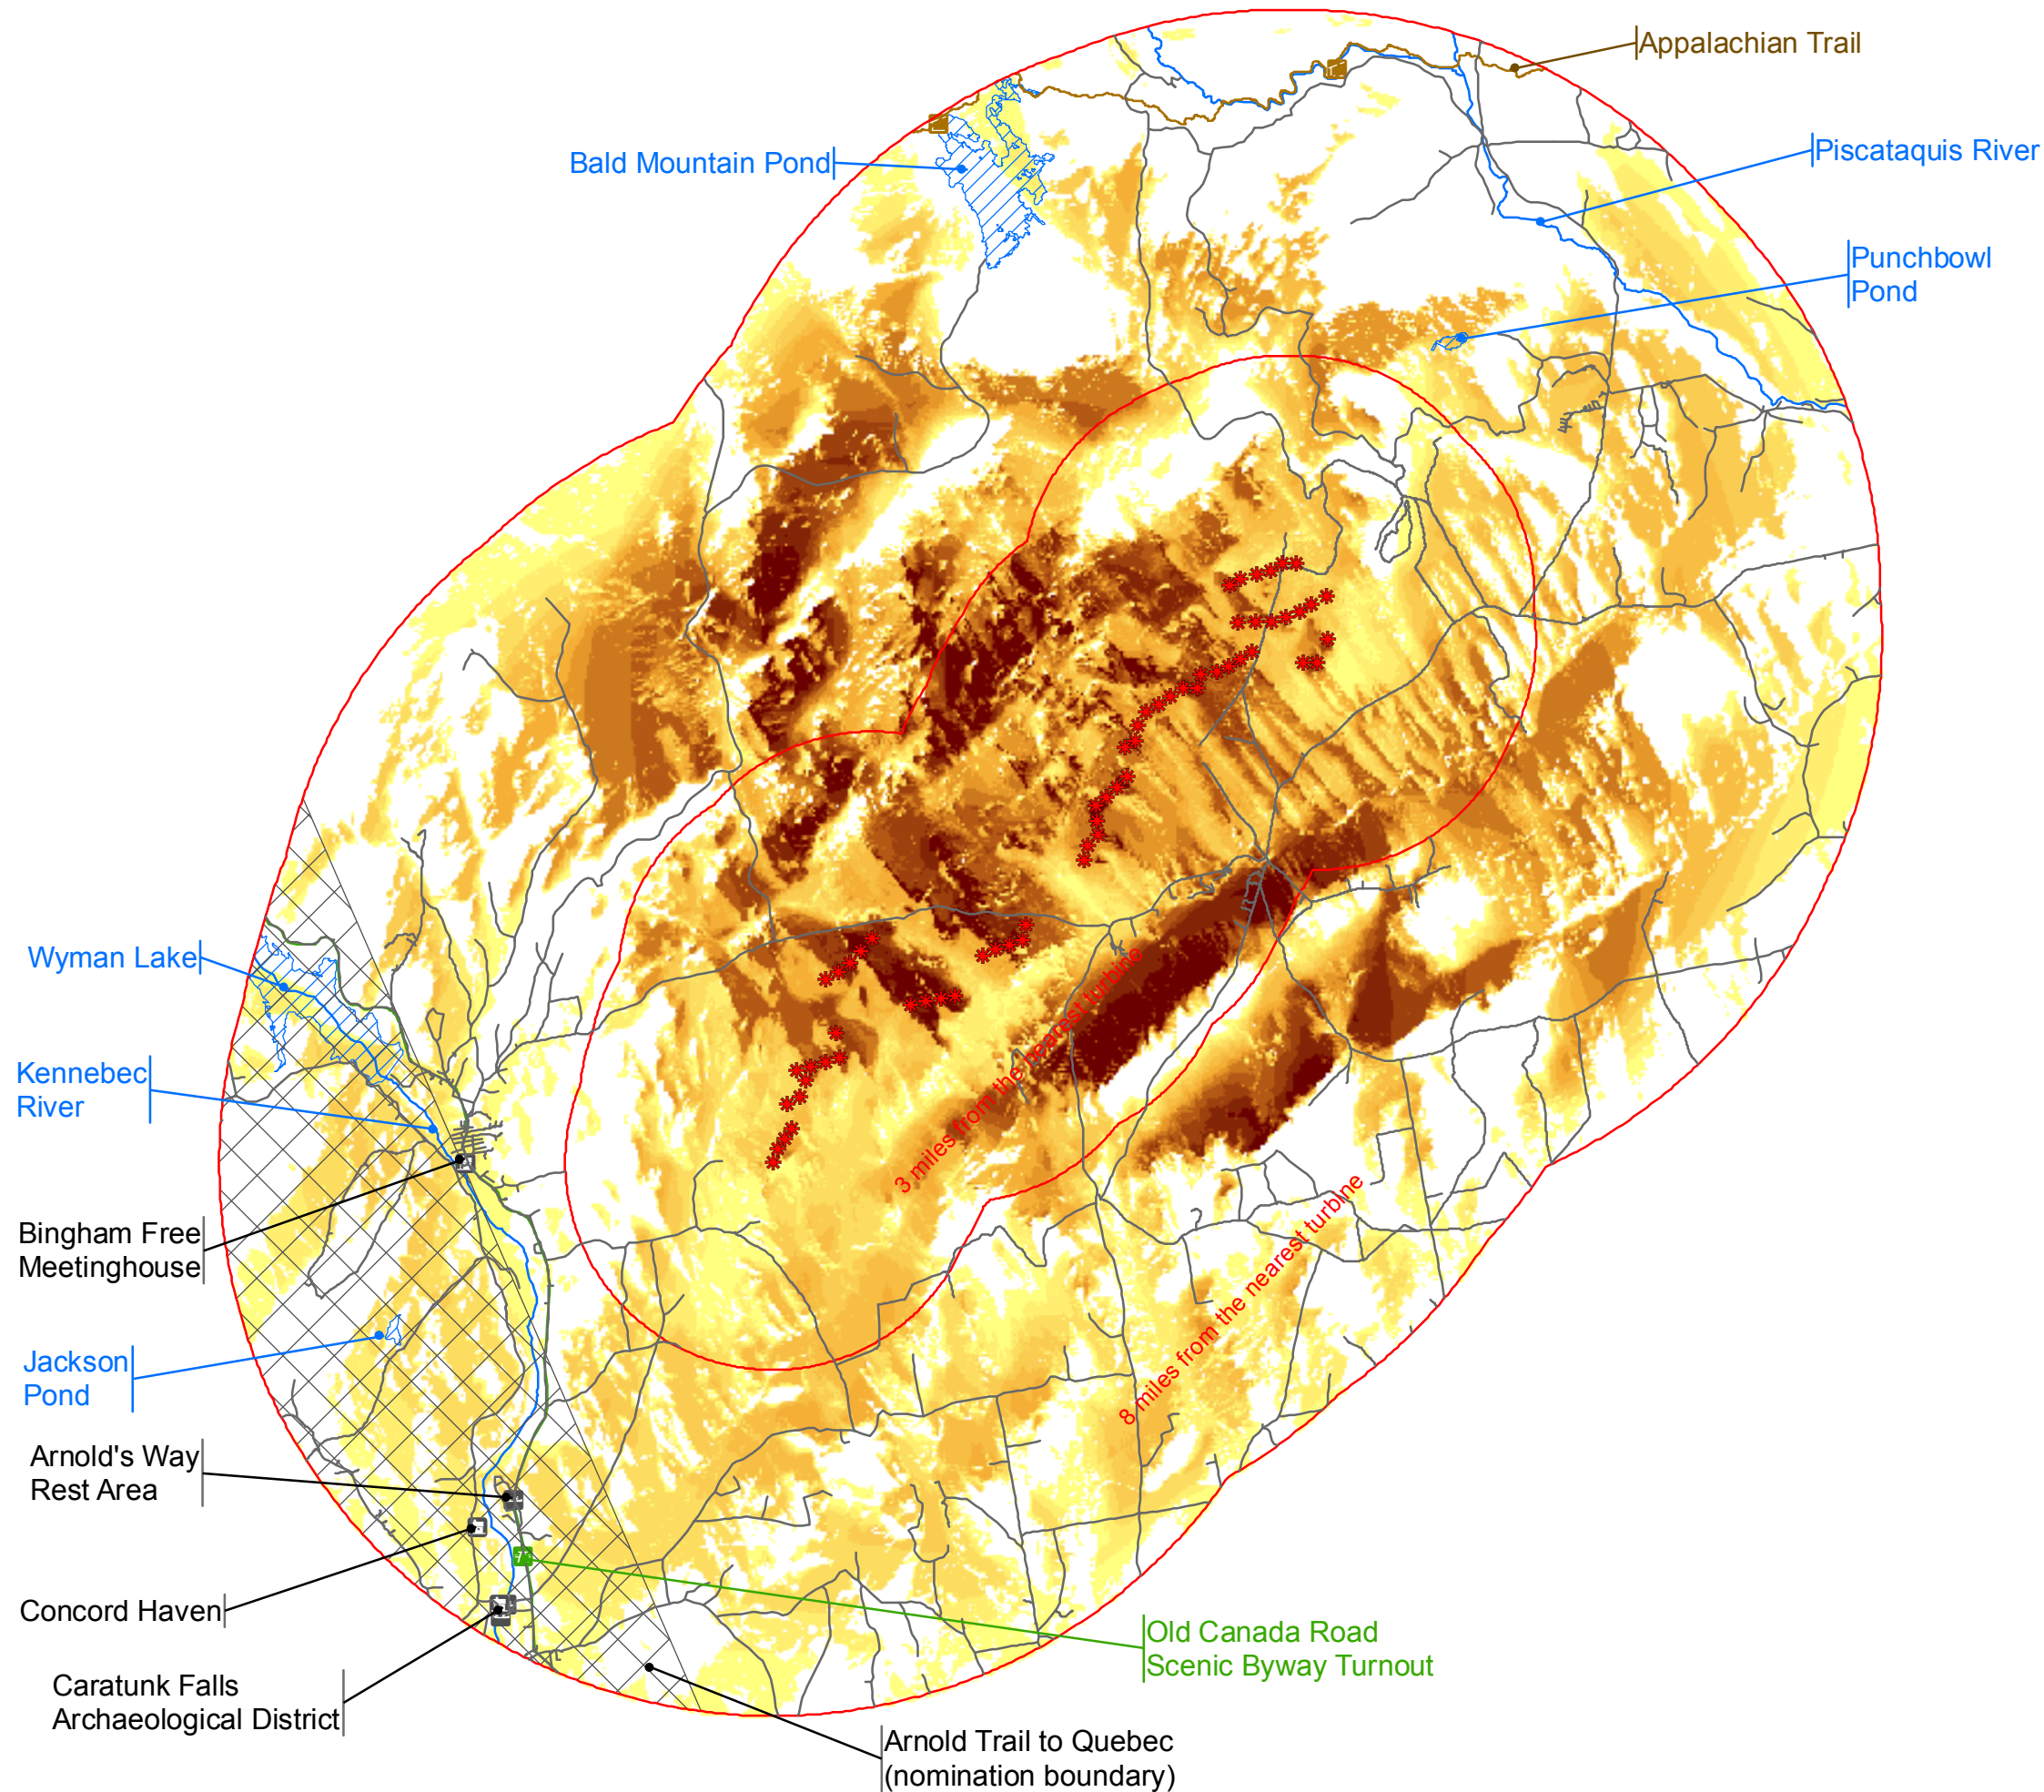 Appalachian Trail
Bald Mountain Pond
Piscataquis River
Punchbowl
Pond
Wyman Lake
3 miles from the nearest turbine
Kennebec
River
8 miles from the nearest turbine
Bingham Free
Meetinghouse
Jackson
Pond
Arnold's Way
Rest Area
Concord Haven
Old Canada Road
Scenic Byway Turnout
Caratunk Falls
Archaeological District
Arnold Trail to Quebec
(nomination boundary)